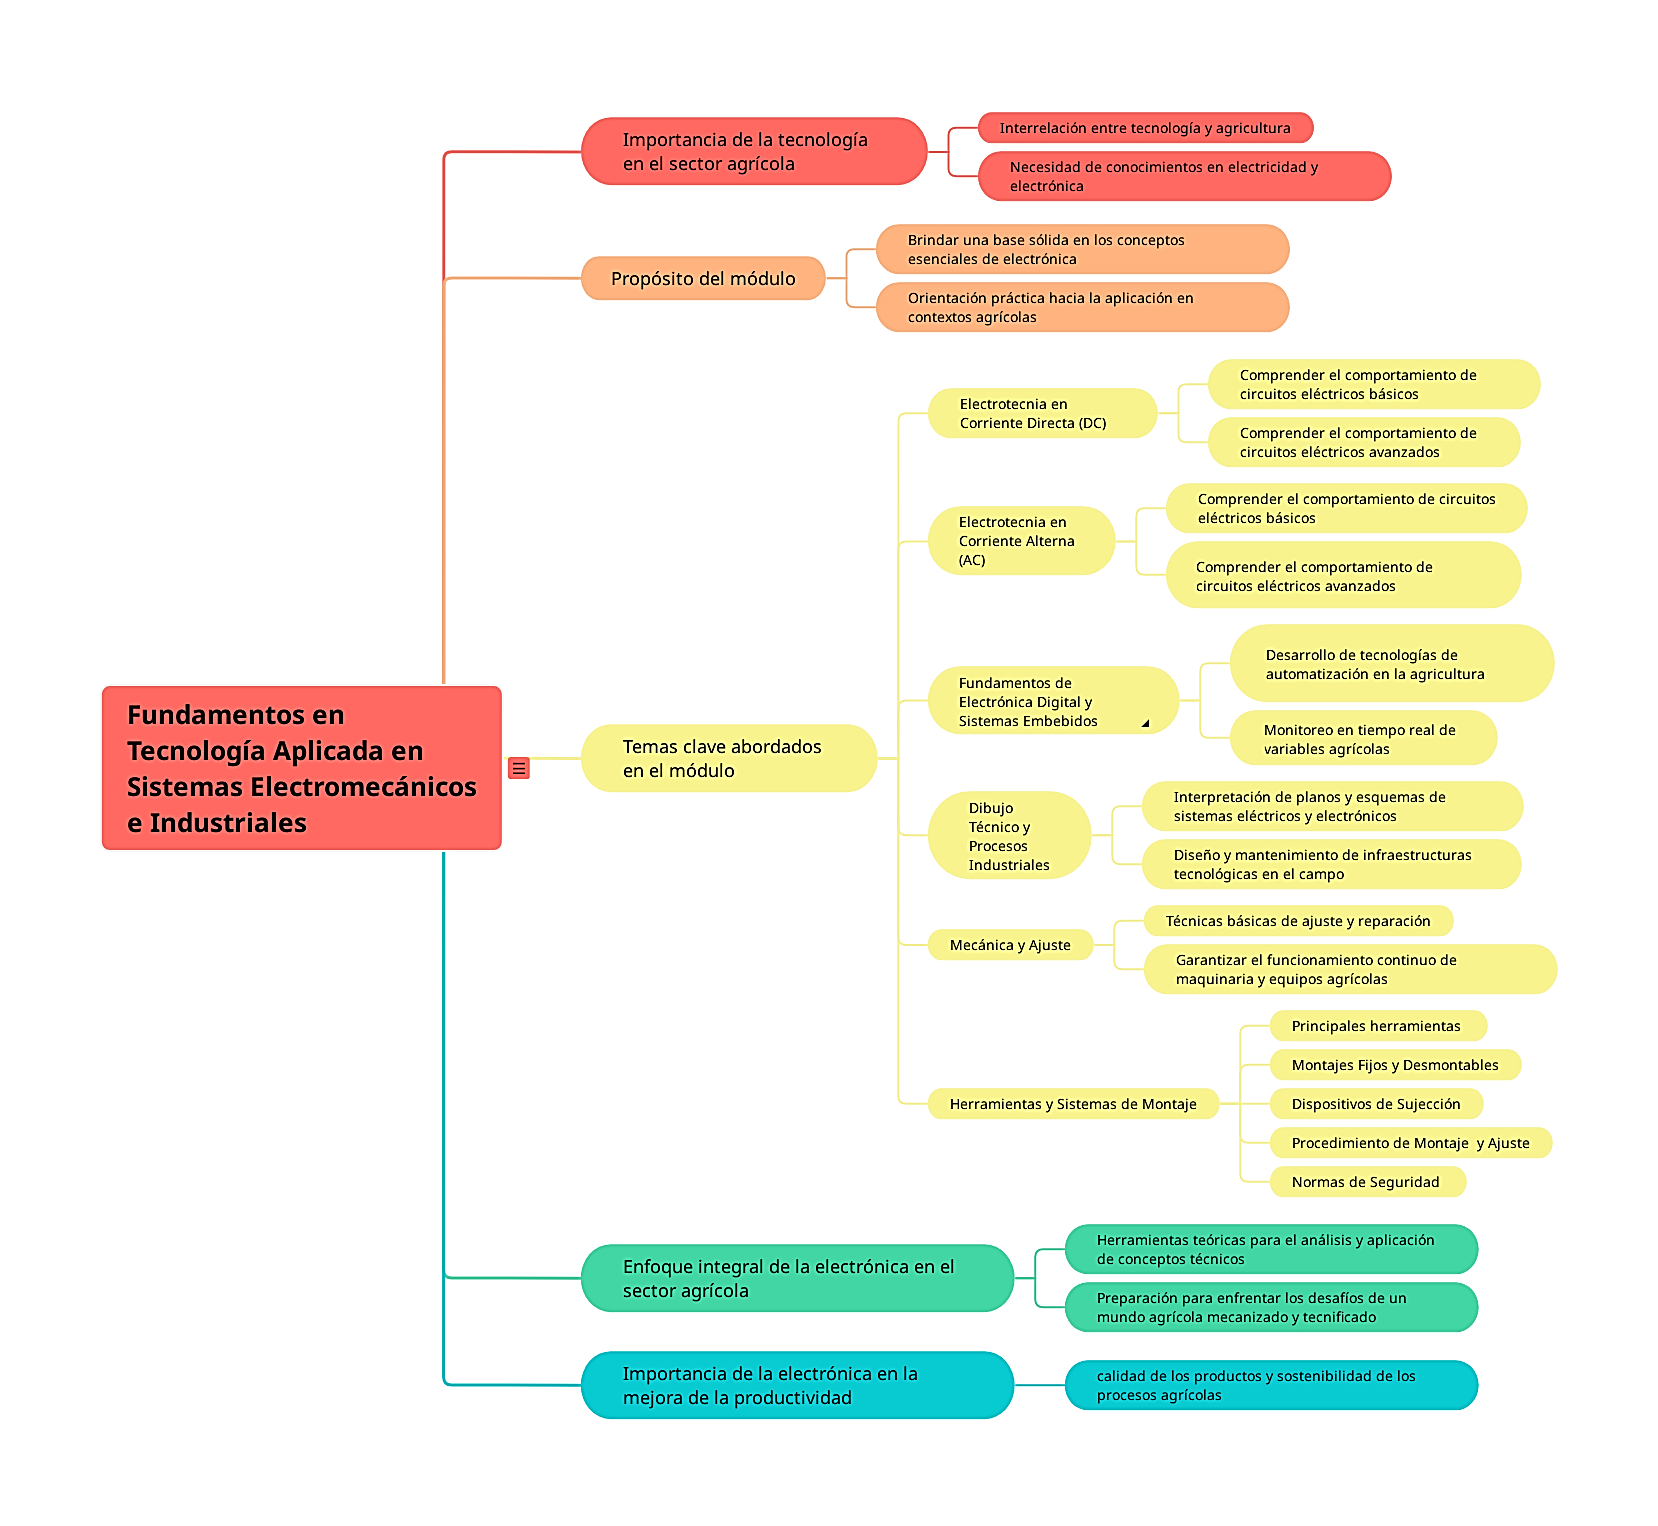 Importancia de la tecnología
en el sector agrícola
Interrelación entre tecnología y agricultura
Necesidad de conocimientos en electricidad y
electrónica
Propósito del módulo
Brindar una base sólida en los conceptos
esenciales de electrónica
Orientación práctica hacia la aplicación en
contextos agrícolas
Fundamentos en
Tecnología Aplicada en
Sistemas Electromecánicos
e Industriales
Temas clave abordados
en el módulo
Electrotecnia en
Corriente Directa (DC)
Comprender el comportamiento de
circuitos eléctricos básicos
Comprender el comportamiento de
circuitos eléctricos avanzados
Electrotecnia en
Corriente Alterna
(AC)
Comprender el comportamiento de circuitos
eléctricos básicos
Comprender el comportamiento de
circuitos eléctricos avanzados
Fundamentos de
Electrónica Digital y
Sistemas Embebidos
Desarrollo de tecnologías de
automatización en la agricultura
Monitoreo en tiempo real de
variables agrícolas
Dibujo
Técnico y
Procesos
Industriales
Interpretación de planos y esquemas de
sistemas eléctricos y electrónicos
Diseño y mantenimiento de infraestructuras
tecnológicas en el campo
Mecánica y Ajuste
Técnicas básicas de ajuste y reparación
Garantizar el funcionamiento continuo de
maquinaria y equipos agrícolas
Herramientas y Sistemas de Montaje
Principales herramientas
Montajes Fijos y Desmontables
Dispositivos de Sujección
Procedimiento de Montaje  y Ajuste
Normas de Seguridad
Enfoque integral de la electrónica en el
sector agrícola
Herramientas teóricas para el análisis y aplicación
de conceptos técnicos
Preparación para enfrentar los desafíos de un
mundo agrícola mecanizado y tecnificado
Importancia de la electrónica en la
mejora de la productividad
calidad de los productos y sostenibilidad de los
procesos agrícolas